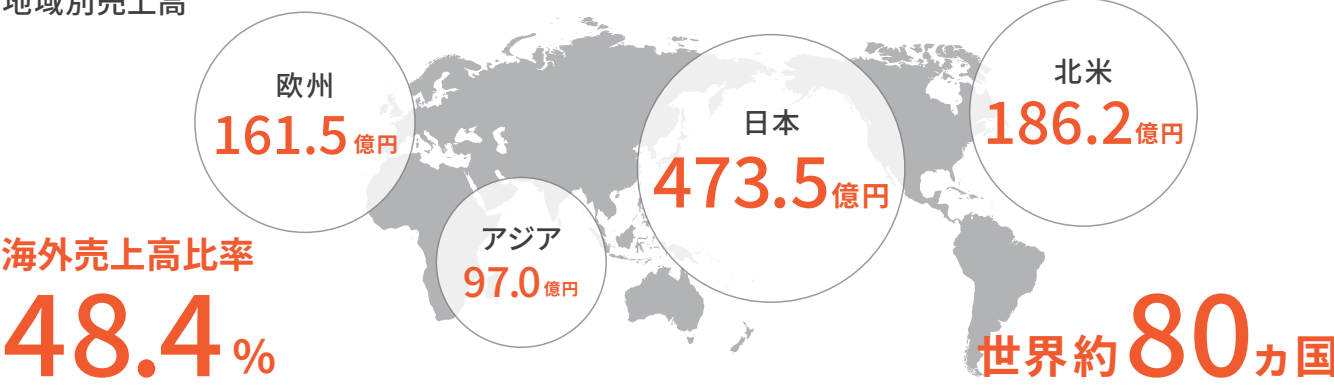 地域別売上高
欧州
161.5億円
アジア
97.0億円
日本
473.5億円
北米
186.2億円
海外売上高比率
48.4%
世界約80ヵ国